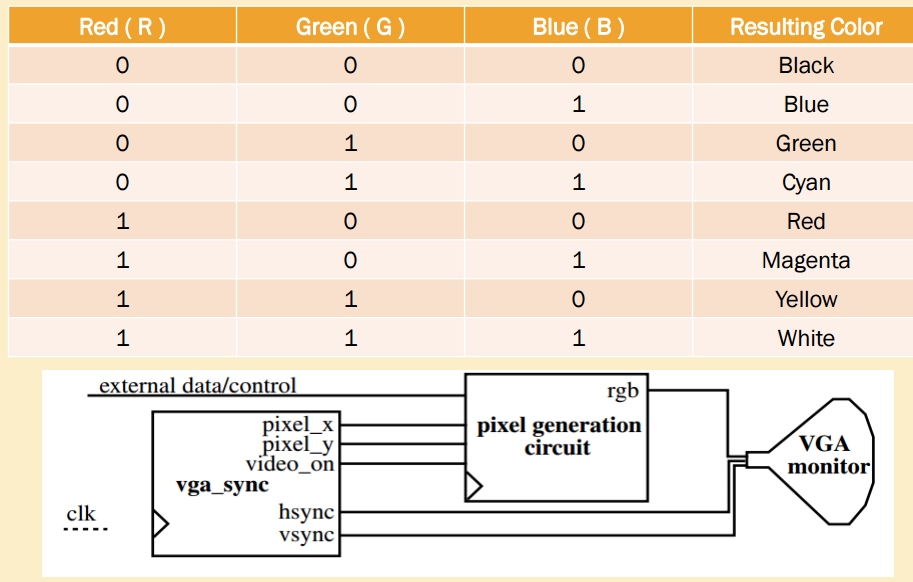 Red ( R ) Green ( G ) Blue ( B ) Resulting Color
0 0 0 Black
0 0 1 Blue
0 1 0 Green
0 1 1 Cyan
1 0 0 Red
1 0 1 Magenta
1 1 0 Yellow
1 1 1 White
external data/control
rgb
pixel_x
pixel_y
video_on
vga_sync
hsync
vsync
clk
pixel generation
circuit
VGA
monitor